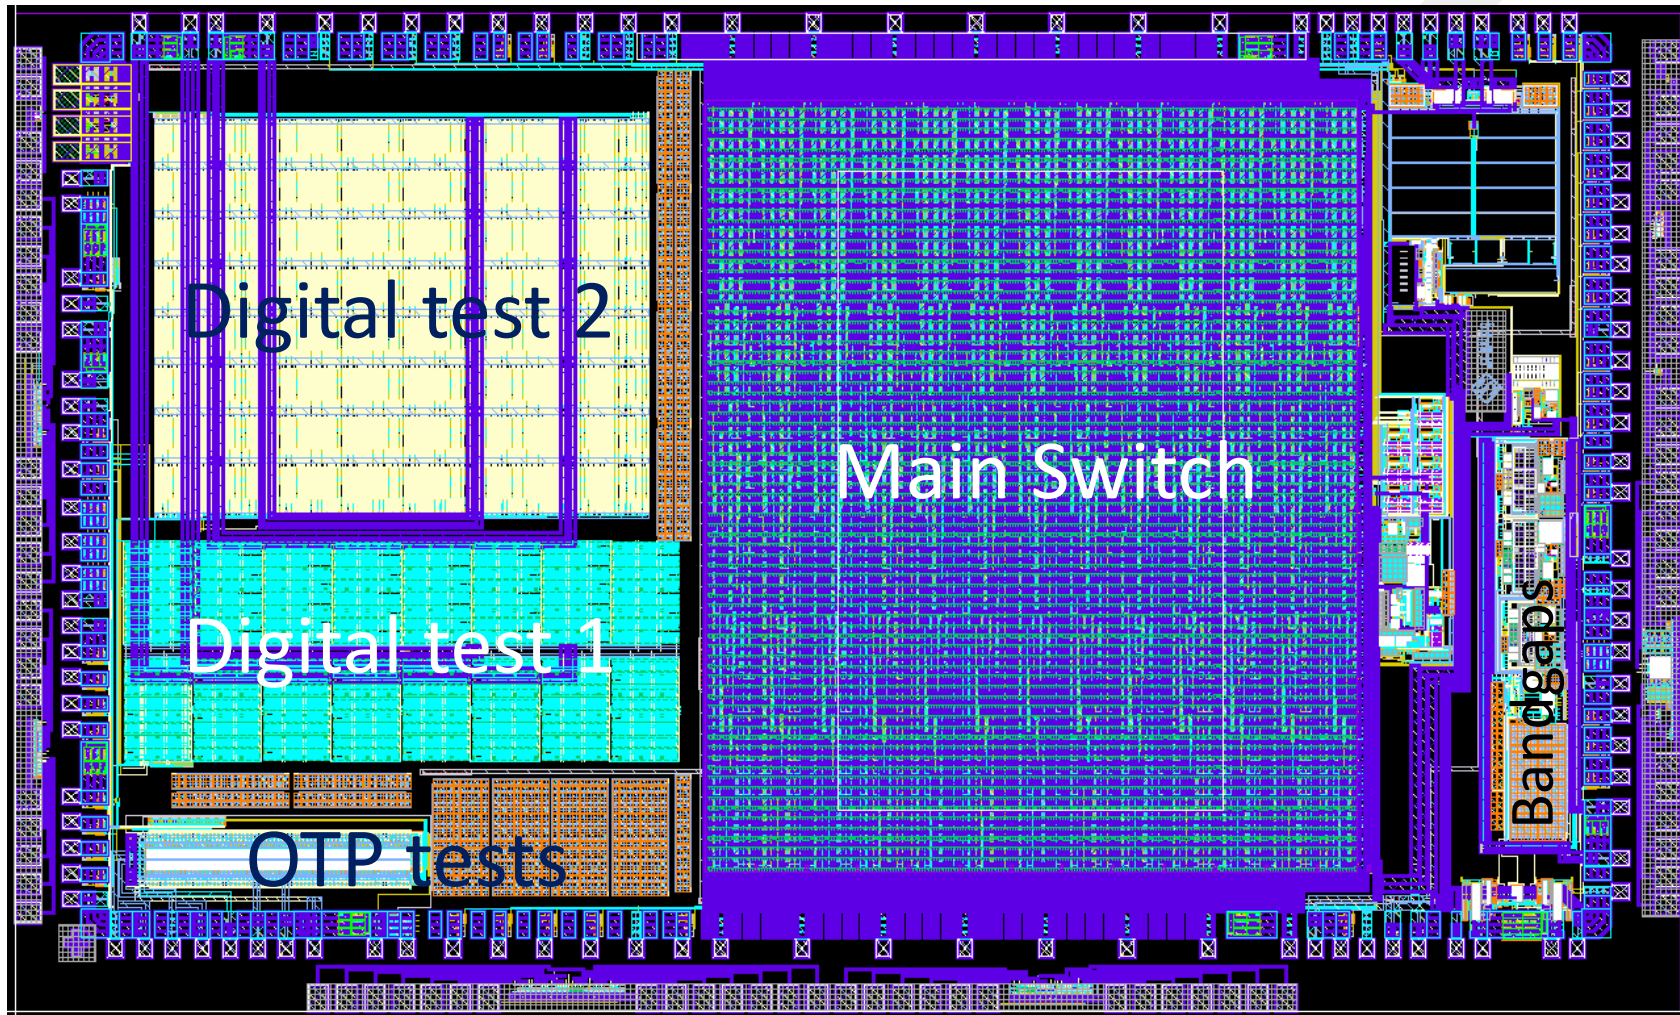 Digital test 2
Main Switch
Digital test 1
Bandgaps
OTP tests